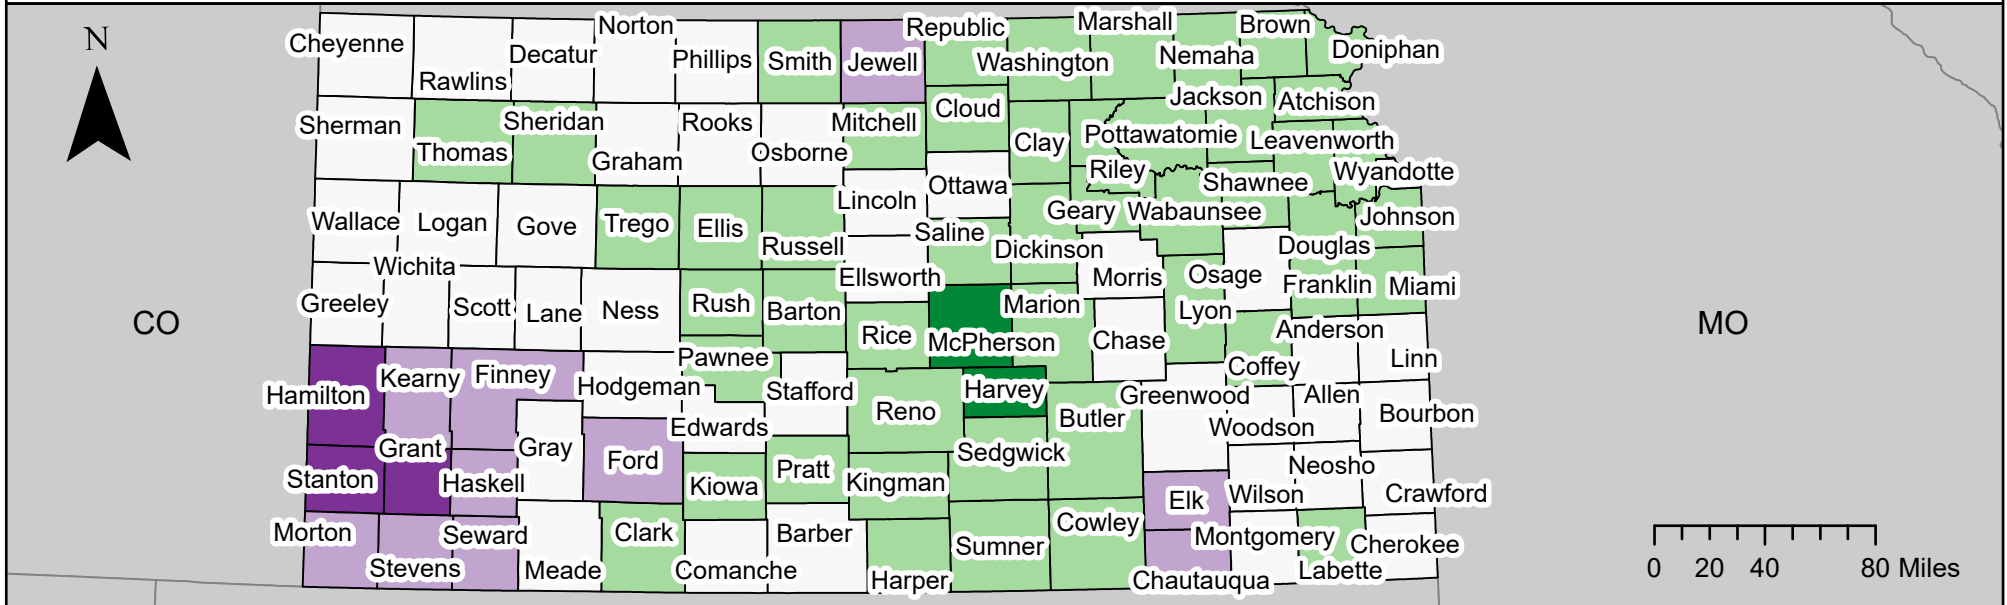 N
Cheyenne
Rawlins
Decatur
Norton
Phillips
Smith
Jewell
Republic
Washington
Marshall
Nemaha
Brown
Doniphan
Sherman
Thomas
Sheridan
Graham
Rooks
Osborne
Mitchell
Cloud
Clay
Pottawatomie
Riley
Jackson
Atchison
Leavenworth
Wyandotte
Wallace
Logan
Gove
Trego
Ellis
Russell
Lincoln
Ottawa
Saline
Dickinson
Geary
Wabaunsee
Shawnee
Douglas
Johnson
Greeley
Wichita
Scott
Lane
Ness
Rush
Barton
Ellsworth
Rice
McPherson
Marion
Morris
Chase
Lyon
Osage
Franklin
Miami
CO
MO
Hamilton
Kearny
Finney
Hodgeman
Pawnee
Stafford
Edwards
Reno
Harvey
Butler
Greenwood
Coffey
Anderson
Linn
Woodson
Allen
Bourbon
Stanton
Grant
Haskell
Gray
Ford
Kiowa
Pratt
Kingman
Sedgwick
Elk
Wilson
Neosho
Crawford
Morton
Stevens
Seward
Meade
Clark
Comanche
Barber
Harper
Sumner
Cowley
Chautauqua
Montgomery
Labette
Cherokee
0 20 40 80 Miles